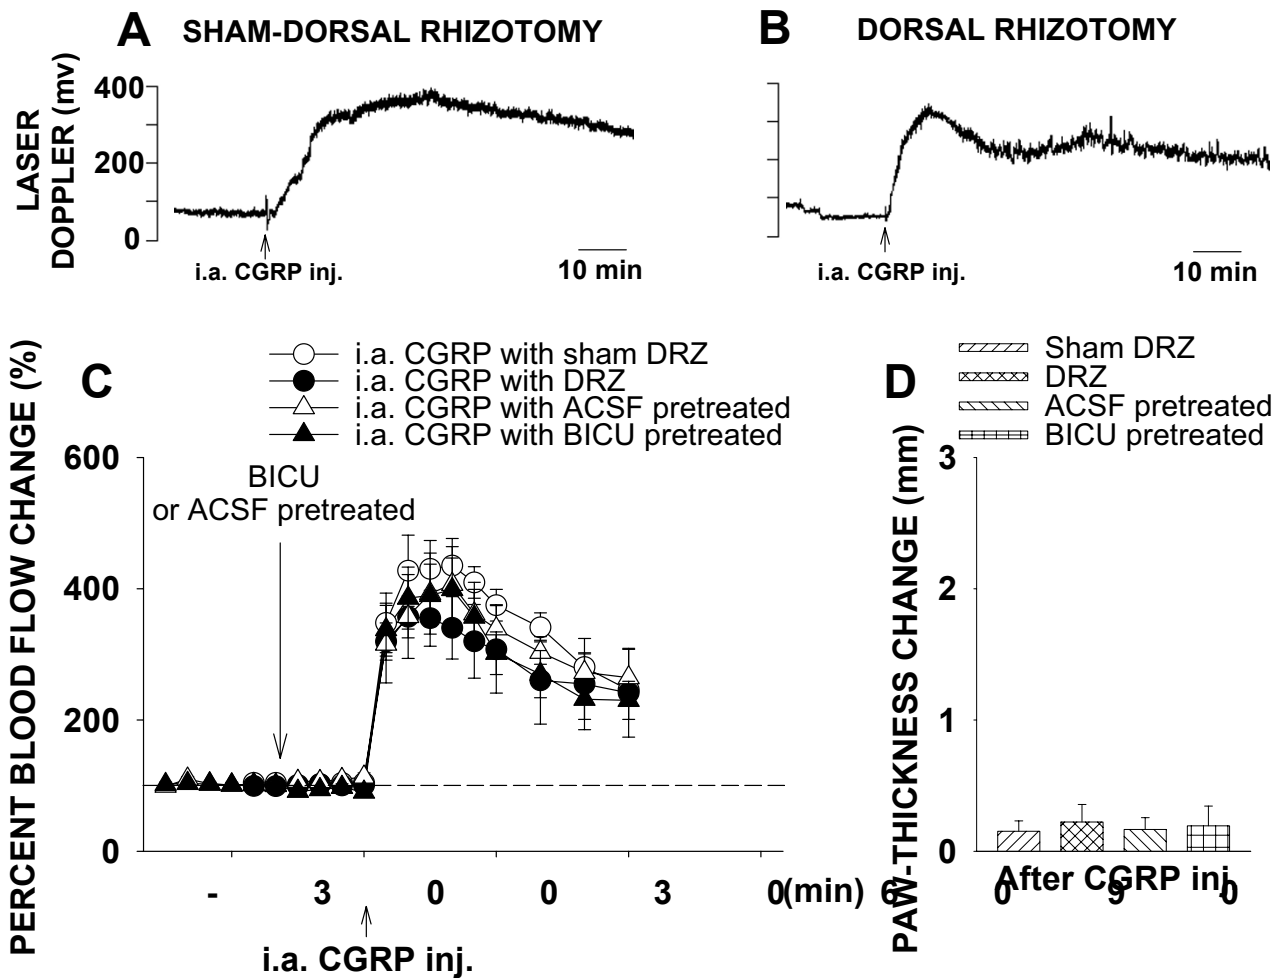 A SHAM-DORSAL RHIZOTOMY
B DORSAL RHIZOTOMY
LASER
DOPPLER (mv)
400
200
0
i.a. CGRP inj.
10 min
i.a. CGRP inj.
10 min
C
i.a. CGRP with sham DRZ
i.a. CGRP with DRZ
i.a. CGRP with ACSF pretreated
i.a. CGRP with BICU pretreated
PERCENT BLOOD FLOW CHANGE (%)
600
400
200
0
BICU
or ACSF pretreated
- 3 0 0 3 0 (min) 6 0 9 0
i.a. CGRP inj.
D
Sham DRZ
DRZ
ACSF pretreated
BICU pretreated
PAW-THICKNESS CHANGE (mm)
3
2
1
0
After CGRP inj.